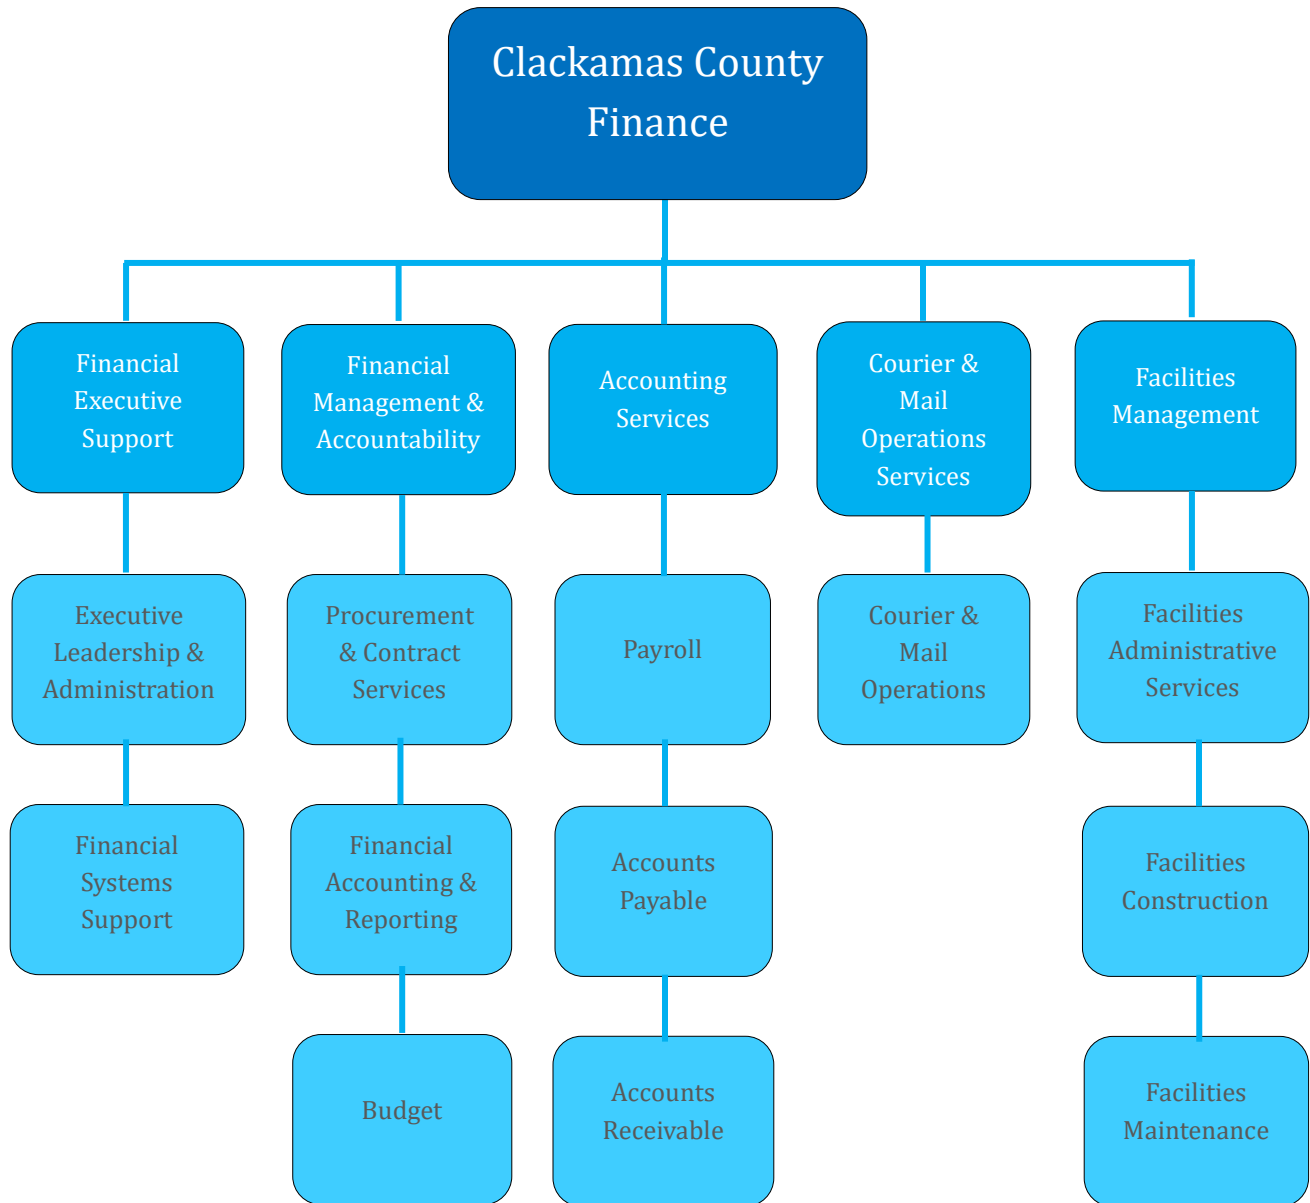 Clackamas County
Finance
Financial
Executive
Support
Financial
Management &
Accountability
Accounting
Services
Courier &
Mail
Operations
Services
Facilities
Management
Executive
Leadership &
Administration
Procurement
& Contract
Services
Payroll
Courier &
Mail
Operations
Facilities
Administrative
Services
Financial
Systems
Support
Financial
Accounting &
Reporting
Accounts
Payable
Facilities
Construction
Budget
Accounts
Receivable
Facilities
Maintenance